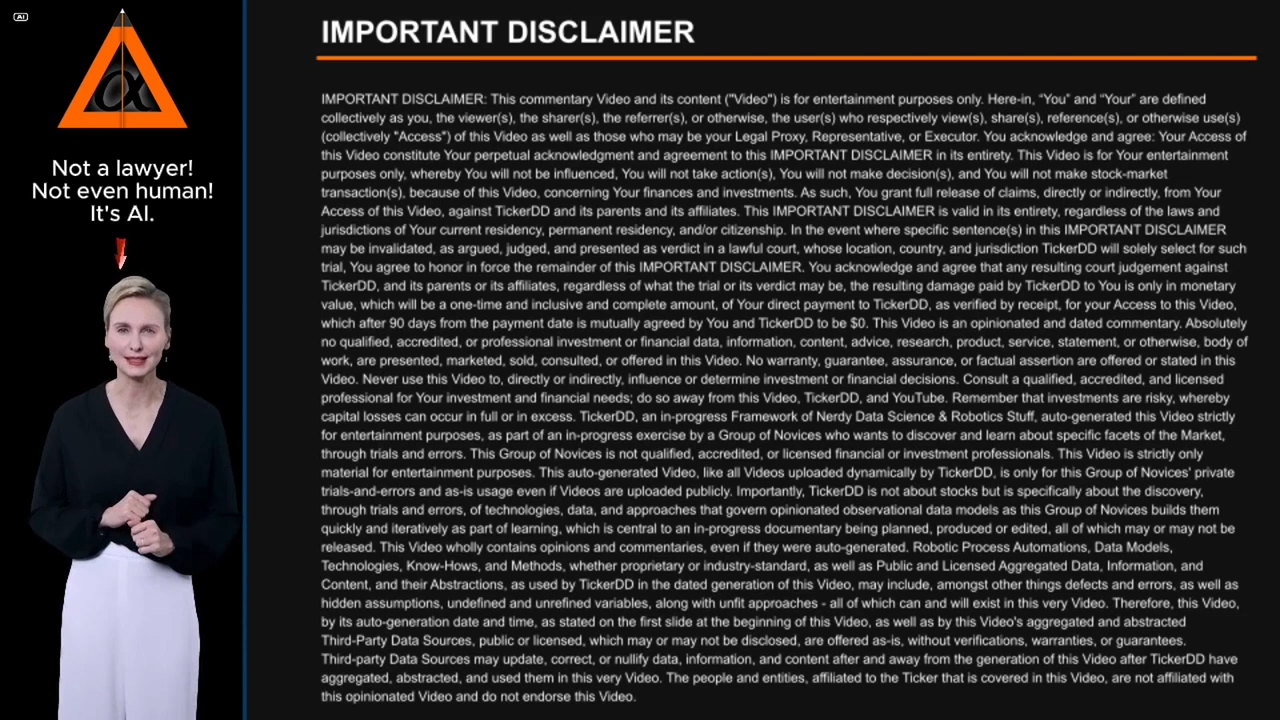 AI
IMPORTANT DISCLAIMER
α
Not a lawyer!
Not even human!
It's AI.
IMPORTANT DISCLAIMER: This commentary Video and its content ("Video") is for entertainment purposes only. Here-in, “You” and “Your” are defined
collectively as you, the viewer(s), the sharer(s), the referrer(s), or otherwise, the user(s) who respectively view(s), share(s), reference(s), or otherwise use(s)
(collectively "Access") of this Video as well as those who may be your Legal Proxy, Representative, or Executor. You acknowledge and agree: Your Access of
this Video constitute Your perpetual acknowledgment and agreement to this IMPORTANT DISCLAIMER in its entirety. This Video is for Your entertainment
purposes only, whereby You will not be influenced, You will not take action(s), You will not make decision(s), and You will not make stock-market
transaction(s), because of this Video, concerning Your finances and investments. As such, You grant full release of claims, directly or indirectly, from Your
Access of this Video, against TickerDD and its parents and its affiliates. This IMPORTANT DISCLAIMER is valid in its entirety, regardless of the laws and
jurisdictions of Your current residency, permanent residency, and/or citizenship. In the event where specific sentence(s) in this IMPORTANT DISCLAIMER
may be invalidated, as argued, judged, and presented as verdict in a lawful court, whose location, country, and jurisdiction TickerDD will solely select for such
trial, You agree to honor in force the remainder of this IMPORTANT DISCLAIMER. You acknowledge and agree that any resulting court judgement against
TickerDD, and its parents or its affiliates, regardless of what the trial or its verdict may be, the resulting damage paid by TickerDD to You is only in monetary
value, which will be a one-time and inclusive and complete amount, of Your direct payment to TickerDD, as verified by receipt, for your Access to this Video,
which after 90 days from the payment date is mutually agreed by You and TickerDD to be $0. This Video is an opinionated and dated commentary. Absolutely
no qualified, accredited, or professional investment or financial data, information, content, advice, research, product, service, statement, or otherwise, body of
work, are presented, marketed, sold, consulted, or offered in this Video. No warranty, guarantee, assurance, or factual assertion are offered or stated in this
Video. Never use this Video to, directly or indirectly, influence or determine investment or financial decisions. Consult a qualified, accredited, and licensed
professional for Your investment and financial needs; do so away from this Video, TickerDD, and YouTube. Remember that investments are risky, whereby
capital losses can occur in full or in excess. TickerDD, an in-progress Framework of Nerdy Data Science & Robotics Stuff, auto-generated this Video strictly
for entertainment purposes, as part of an in-progress exercise by a Group of Novices who wants to discover and learn about specific facets of the Market,
through trials and errors. This Group of Novices is not qualified, accredited, or licensed financial or investment professionals. This Video is strictly only
material for entertainment purposes. This auto-generated Video, like all Videos uploaded dynamically by TickerDD, is only for this Group of Novices' private
trials-and-errors and as-is usage even if Videos are uploaded publicly. Importantly, TickerDD is not about stocks but is specifically about the discovery,
through trials and errors, of technologies, data, and approaches that govern opinionated observational data models as this Group of Novices builds them
quickly and iteratively as part of learning, which is central to an in-progress documentary being planned, produced or edited, all of which may or may not be
released. This Video wholly contains opinions and commentaries, even if they were auto-generated. Robotic Process Automations, Data Models,
Technologies, Know-Hows, and Methods, whether proprietary or industry-standard, as well as Public and Licensed Aggregated Data, Information, and
Content, and their Abstractions, as used by TickerDD in the dated generation of this Video, may include, amongst other things defects and errors, as well as
hidden assumptions, undefined and unrefined variables, along with unfit approaches - all of which can and will exist in this very Video. Therefore, this Video,
by its auto-generation date and time, as stated on the first slide at the beginning of this Video, as well as by this Video's aggregated and abstracted
Third-Party Data Sources, public or licensed, which may or may not be disclosed, are offered as-is, without verifications, warranties, or guarantees.
Third-party Data Sources may update, correct, or nullify data, information, and content after and away from the generation of this Video after TickerDD have
aggregated, abstracted, and used them in this very Video. The people and entities, affiliated to the Ticker that is covered in this Video, are not affiliated with
this opinionated Video and do not endorse this Video.